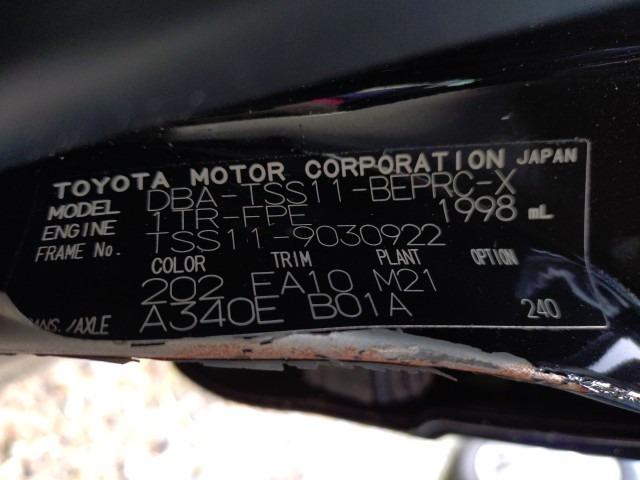 TOYOTA MOTOR CORPORATION JAPAN
MODEL DBA-TSS11-BEPRC-X
ENGINE 1TR-FPE 1998 mL
FRAME No. TSS11-9030922
COLOR TRIM PLANT OPTION
202 EA10 M21
/AXLE A340E B01A 240